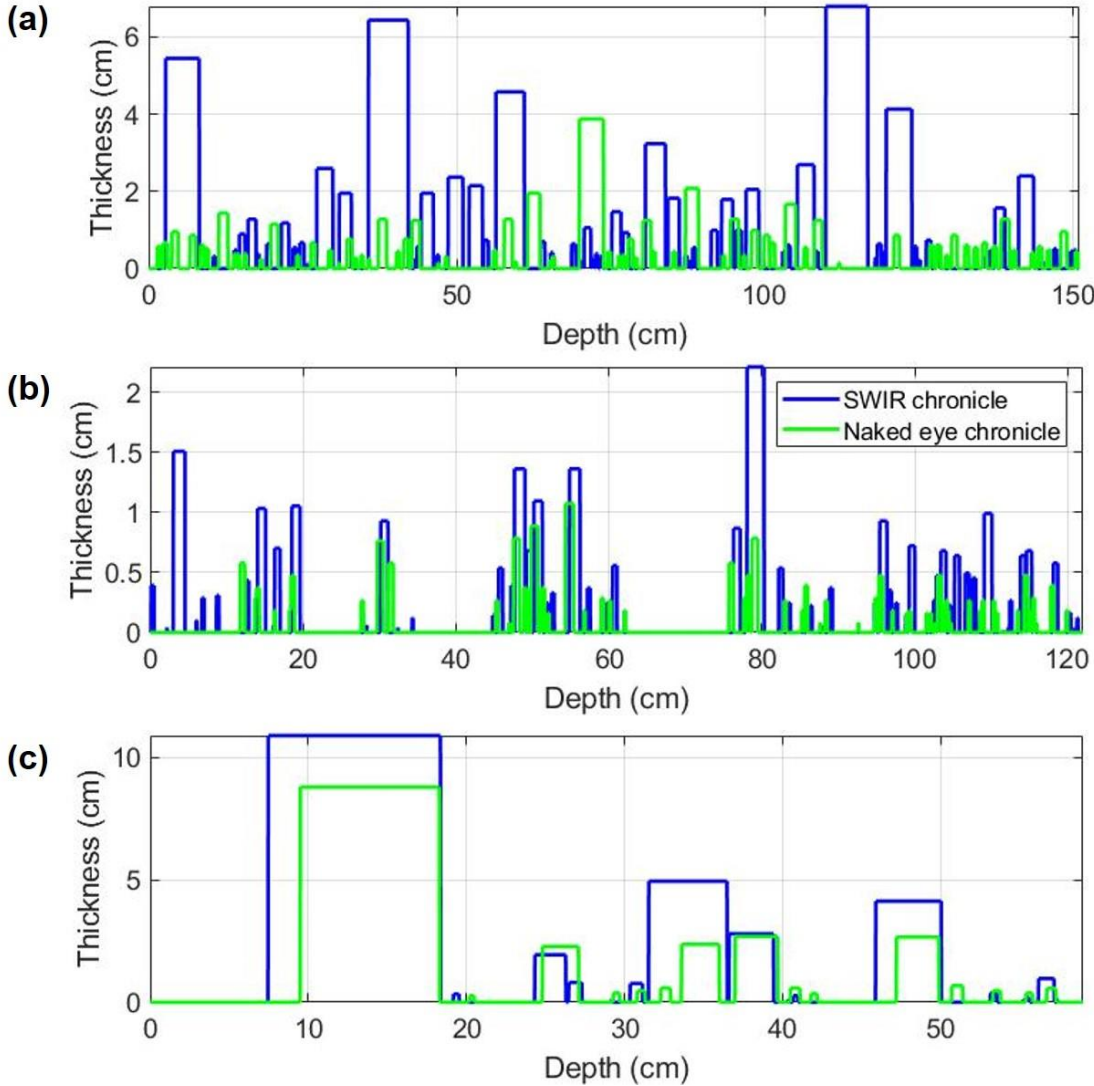 (a)
6
4
2
0
Thickness (cm)
0 50 100 150
Depth (cm)
(b)
2
1.5
1
0.5
0
Thickness (cm)
SWIR chronicle
Naked eye chronicle
0 20 40 60 80 100 120
Depth (cm)
(c)
10
5
0
Thickness (cm)
0 10 20 30 40 50
Depth (cm)